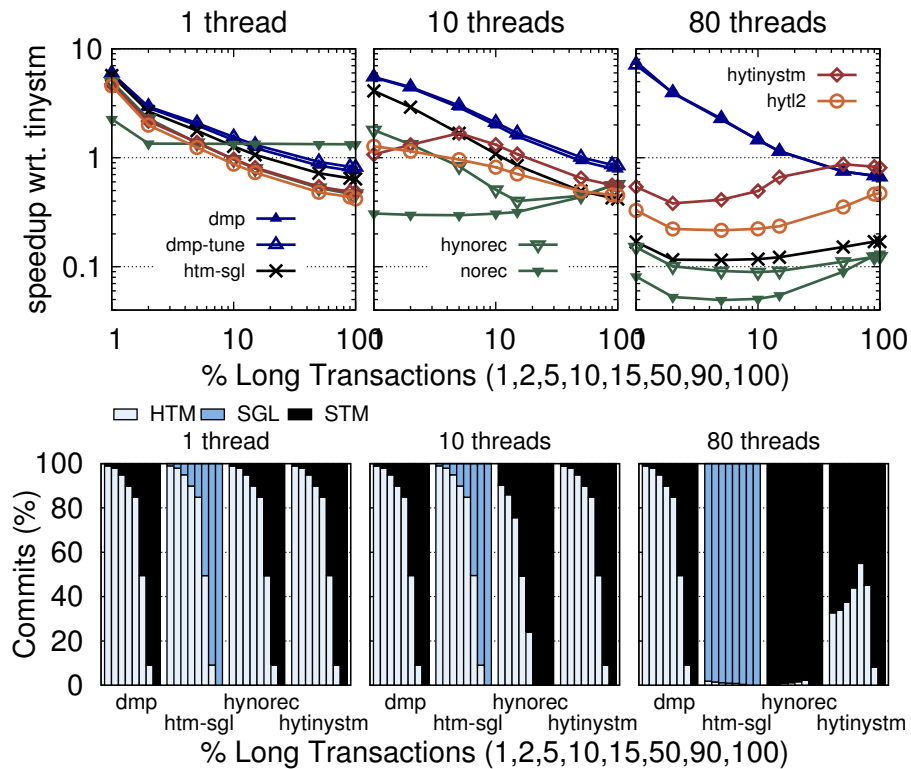 1 thread 10 threads 80 threads
speedup wrt. tinystm
10
1
0.1
dmp
dmp-tune
htm-sgl
hynorec
norec
hytinystm
hytl2
1 10 100 1 10 100 1 10 100
% Long Transactions (1,2,5,10,15,50,90,100)
HTM SGL STM
1 thread 10 threads 80 threads
Commits (%)
100
80
60
40
20
0
dmp hynorec dmp hynorec dmp hynorec
htm-sgl hytinystm htm-sgl hytinystm htm-sgl hytinystm
% Long Transactions (1,2,5,10,15,50,90,100)